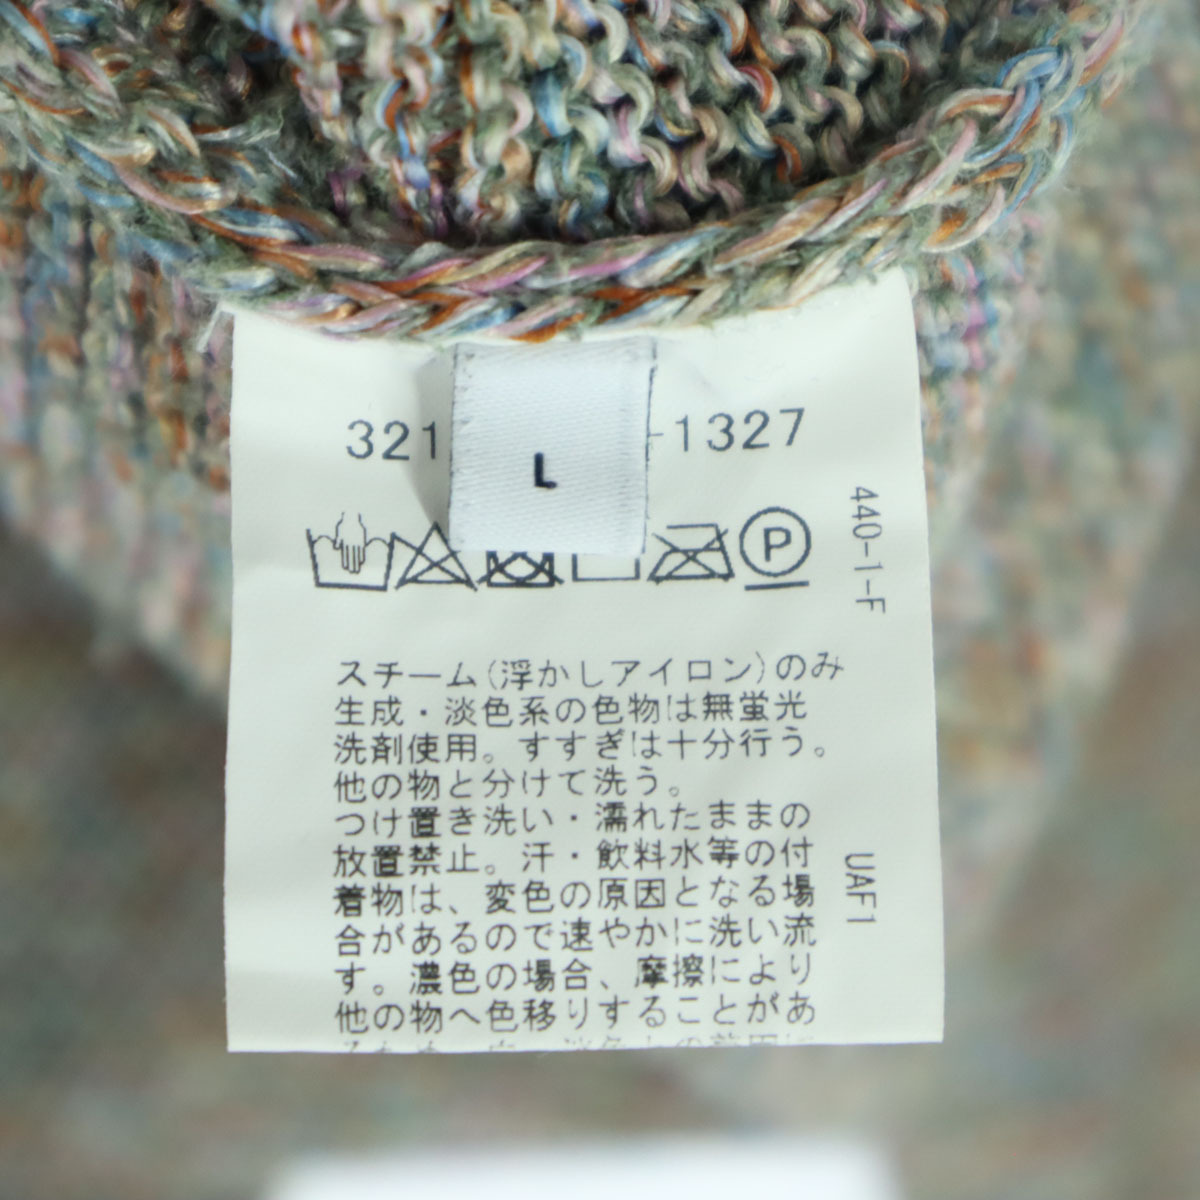 321
L
-1327
P
440-1-F
スチーム(浮かしアイロン)のみ
生成・淡色系の色物は無蛍光
洗剤使用。すすぎは十分行う。
他の物と分けて洗う。
つけ置き洗い・濡れたままの
放置禁止。汗・飲料水等の付
着物は、変色の原因となる場
合があるので速やかに洗い流
す。濃色の場合、摩擦により
他の物へ色移りすることがあ
UAF1